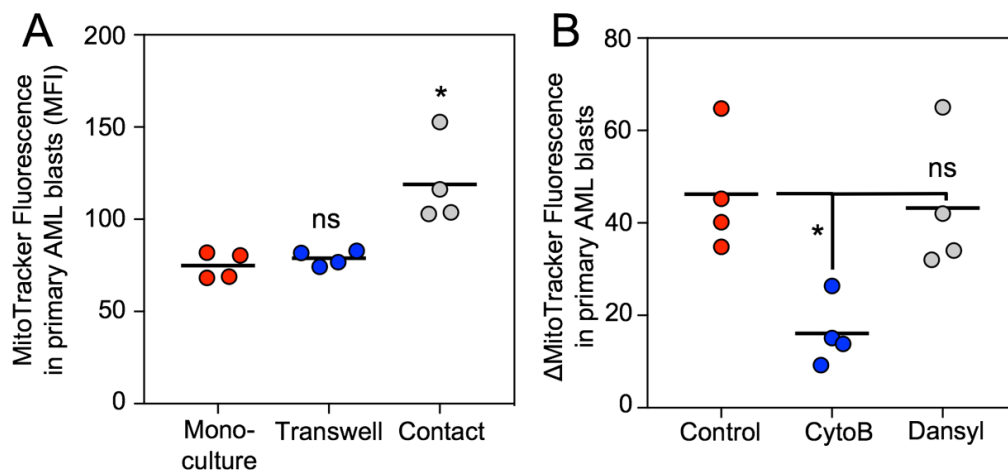 A
MitoTracker Fluorescence
in primary AML blasts (MFI)
200
150
100
50
0
ns
*
Mono-
culture
Transwell
Contact
B
ΔMitoTracker Fluorescence
in primary AML blasts
80
60
40
20
0
*
ns
Control
CytoB
Dansyl